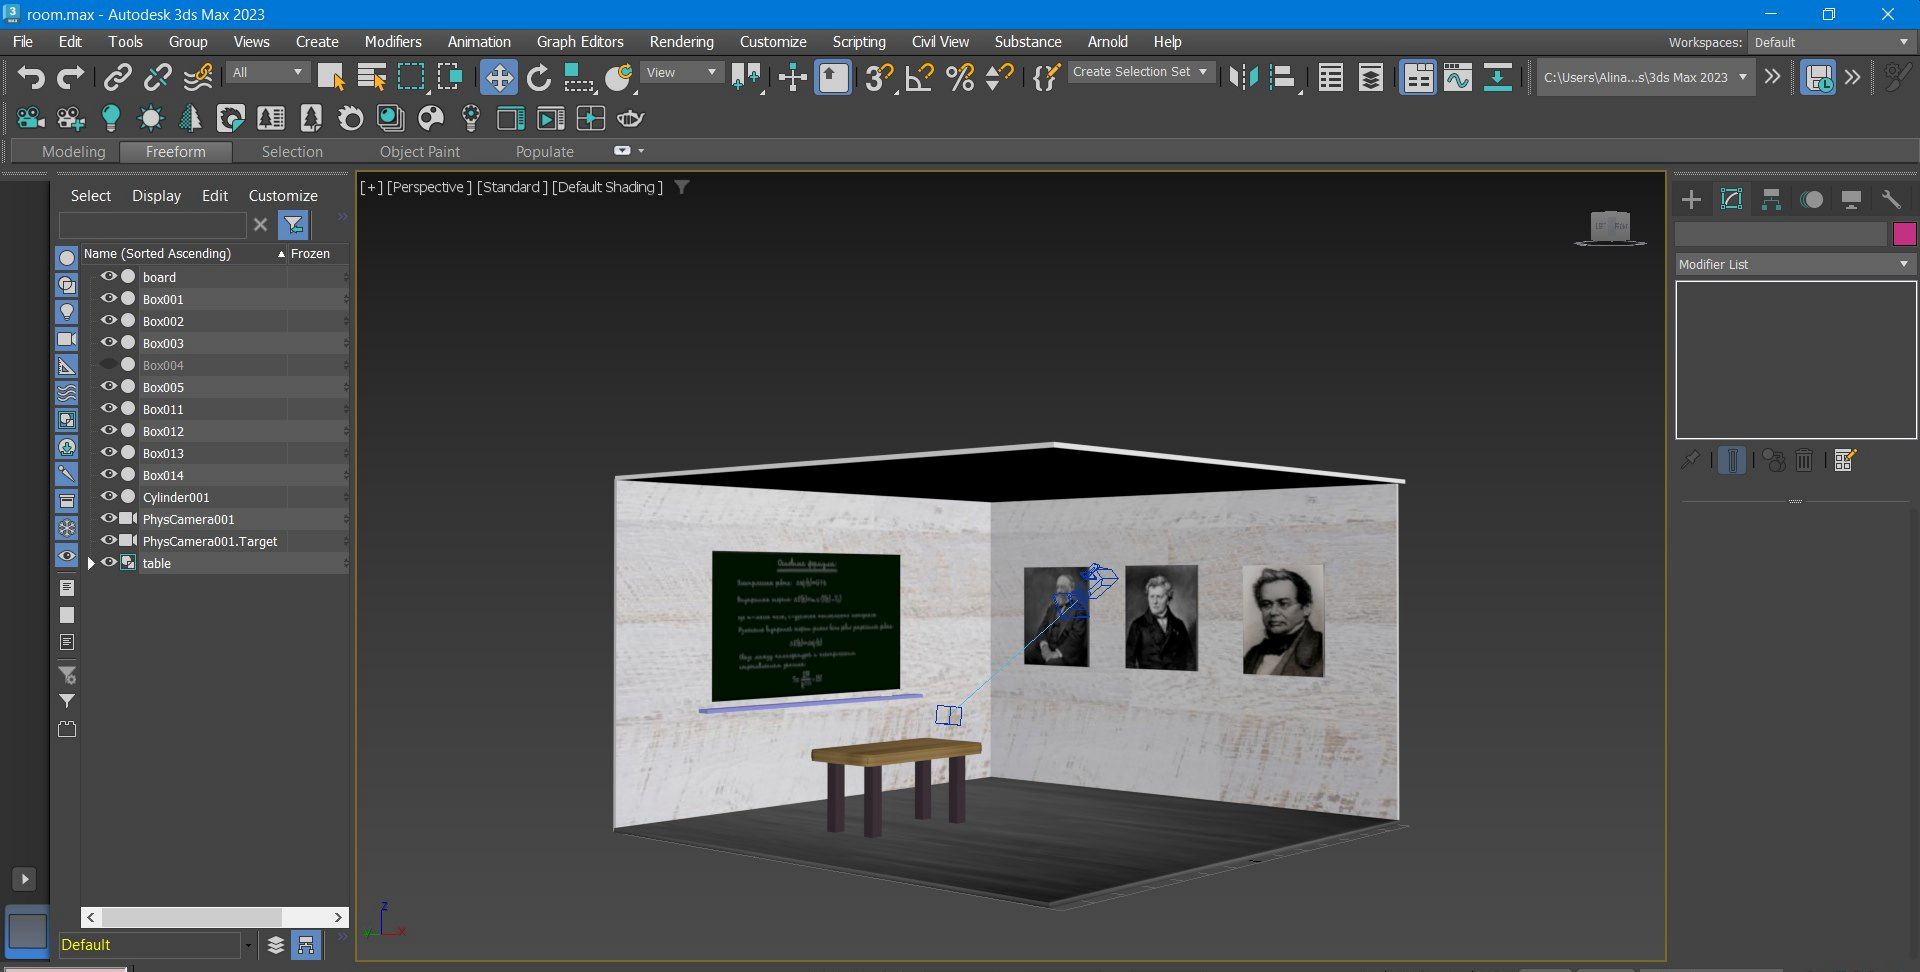 room.max - Autodesk 3ds Max 2023
File Edit Tools Group Views Create Modifiers Animation Graph Editors Rendering Customize Scripting Civil View Substance Arnold Help
Workspaces: Default
All
View
Create Selection Set
C:\Users\Alina...s\3ds Max 2023
Modeling Freeform Selection Object Paint Populate
Select Display Edit Customize
[+] [Perspective ] [Standard ] [Default Shading ]
Name (Sorted Ascending) Frozen
board
Box001
Box002
Box003
Box004
Box005
Box011
Box012
Box013
Box014
Cylinder001
PhysCamera001
PhysCamera001.Target
table
Default
Modifier List
Основные формулы:
z
x
y